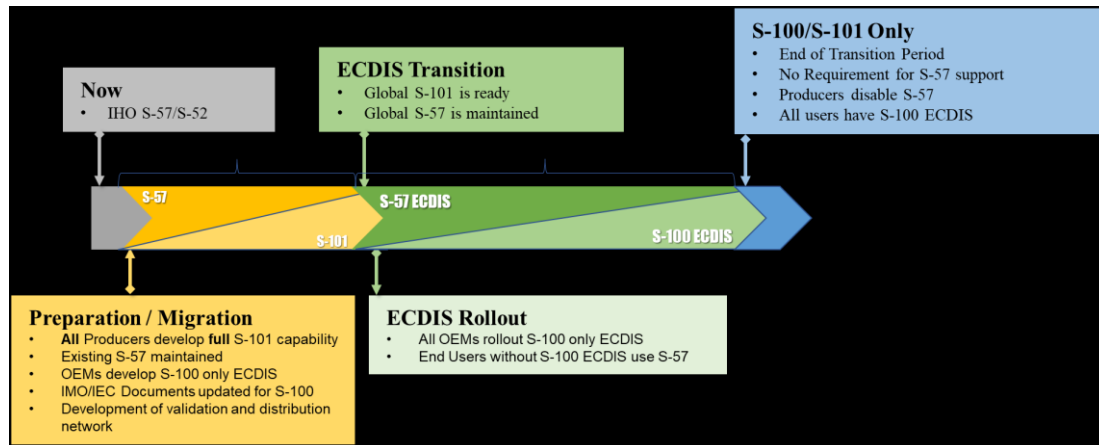 Now
• IHO S-57/S-52
ECDIS Transition
• Global S-101 is ready
• Global S-57 is maintained
S-100/S-101 Only
• End of Transition Period
• No Requirement for S-57 support
• Producers disable S-57
• All users have S-100 ECDIS
S-57
S-101
S-57 ECDIS
S-100 ECDIS
Preparation / Migration
• All Producers develop full S-101 capability
• Existing S-57 maintained
• OEMs develop S-100 only ECDIS
• IMO/IEC Documents updated for S-100
• Development of validation and distribution
network
ECDIS Rollout
• All OEMs rollout S-100 only ECDIS
• End Users without S-100 ECDIS use S-57